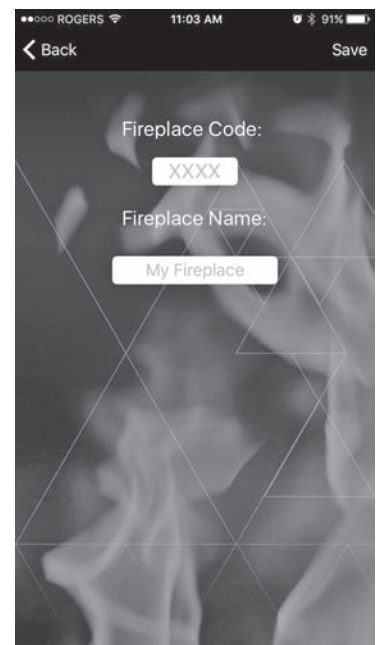 ROGERS 11:03 AM 91%
Back Save
Fireplace Code:
XXXX
Fireplace Name:
My Fireplace